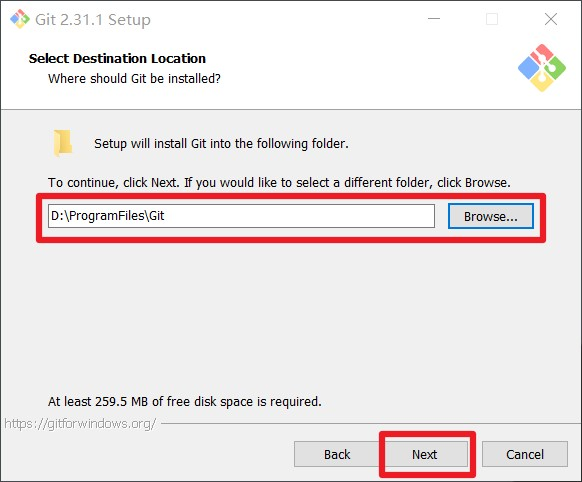 Git 2.31.1 Setup
Select Destination Location
Where should Git be installed?
Setup will install Git into the following folder.
To continue, click Next. If you would like to select a different folder, click Browse.
D:\ProgramFiles\Git
Browse...
At least 259.5 MB of free disk space is required.
https://gitforwindows.org/
Back
Next
Cancel